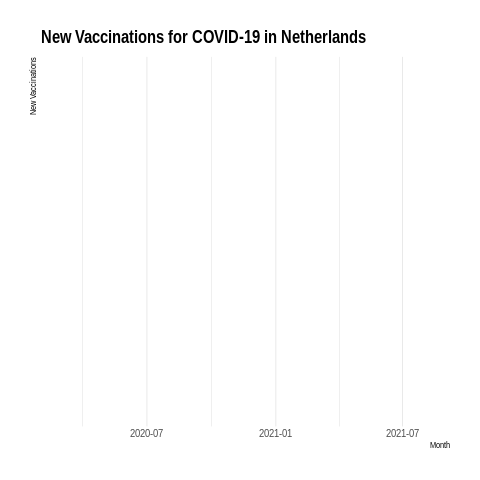 New Vaccinations for COVID-19 in Netherlands
New Vaccinations
2020-07 2021-01 2021-07
Month